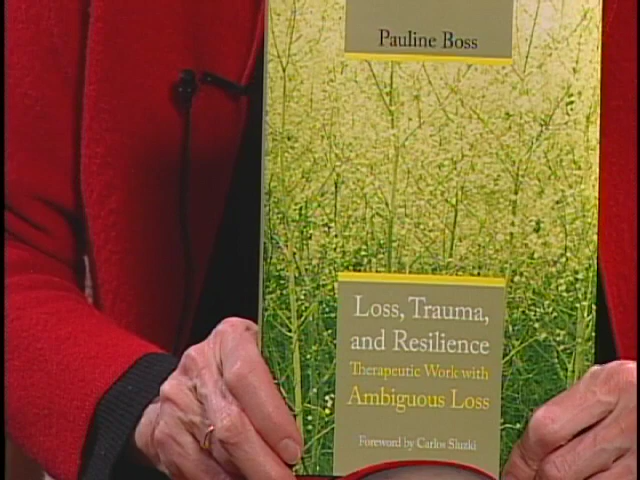 Pauline Boss
Loss, Trauma,
and Resilience
Therapeutic Work with
Ambiguous Loss
Foreword by Carlos Sluzki